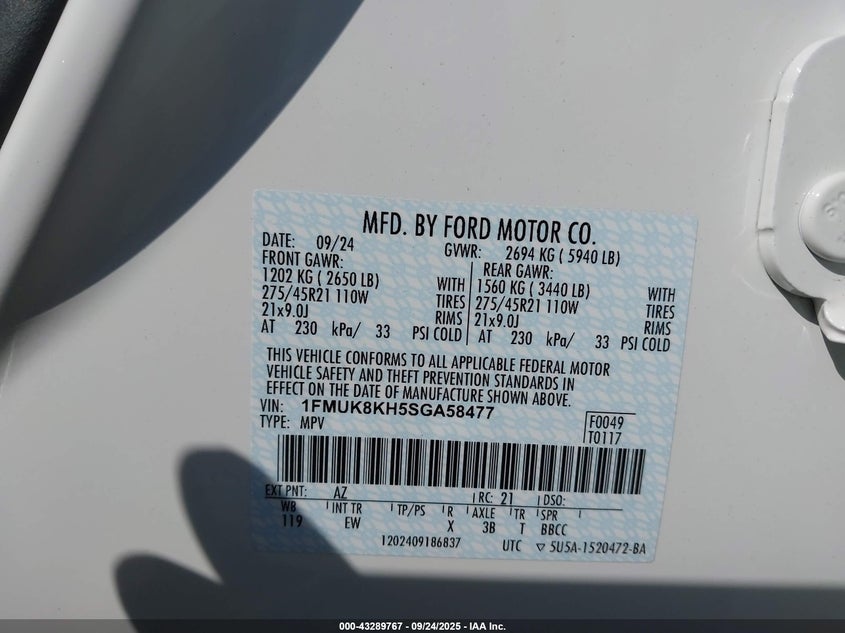 MFD. BY FORD MOTOR CO.
DATE: 09/24 GVWR: 2694 KG ( 5940 LB)
FRONT GAWR: REAR GAWR:
1202 KG ( 2650 LB) WITH 1560 KG ( 3440 LB) WITH
275/45R21 110W TIRES 275/45R21 110W TIRES
21x9.0J RIMS 21x9.0J RIMS
AT 230 kPa/ 33 PSI COLD AT 230 kPa/ 33 PSI COLD
THIS VEHICLE CONFORMS TO ALL APPLICABLE FEDERAL MOTOR
VEHICLE SAFETY AND THEFT PREVENTION STANDARDS IN
EFFECT ON THE DATE OF MANUFACTURE SHOWN ABOVE.
VIN: 1FMUK8KH5SGA58477 F0049
TYPE: MPV T0117
EXT PNT: AZ RC: 21 DSO:
WB INT TR TP/PS R AXLE TR SPR
119 EW X 3B T BBCC
1202409186837 UTC ▽ 5U5A-1520472-BA
000-43289767 - 09/24/2025 - IAA Inc.